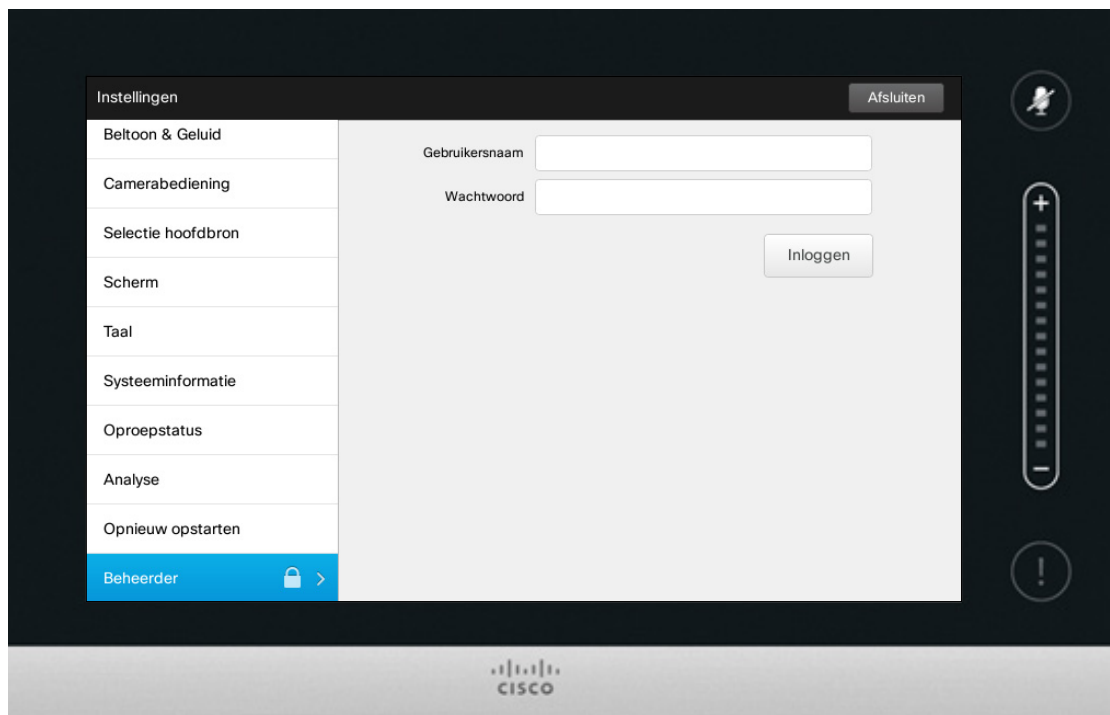 Instellingen
Afsluiten
Beltoon & Geluid
Camerabediening
Selectie hoofdbron
Scherm
Taal
Systeeminformatie
Oproepstatus
Analyse
Opnieuw opstarten
Beheerder
Gebruikersnaam
Wachtwoord
Inloggen
+
−
!
CISCO